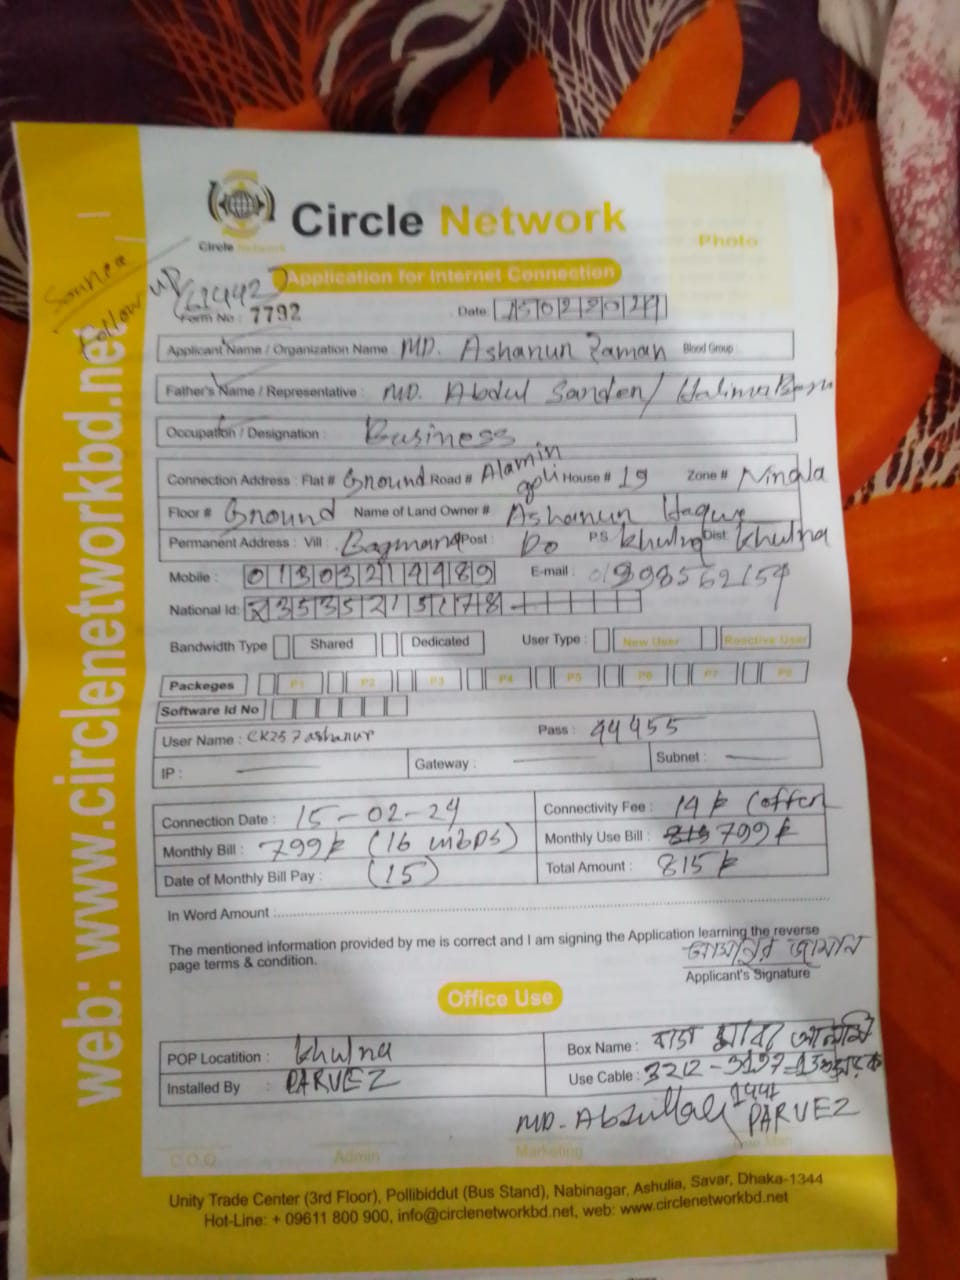 Circle Network
Circle Network
Photo
Application for Internet Connection
Follow up
61442
Form No : 7792
Date 15022024
Applicant Name / Organization Name MD. Ashanur Zaman Blood Group :
Father's Name / Representative : MD. Abdul / Halima
Occupation / Designation : Business
Connection Address : Flat # Ground Road # Alamin goli House # 19 Zone # Nirala
Floor # Ground Name of Land Owner # Ashanur Haque
Permanent Address : Vill : Bagmara Post : Do P.S Khulna Dist Khulna
Mobile : 01303214989 E-mail :
National Id:
Bandwidth Type Shared Dedicated User Type : New User Reactive User
Packeges P1 P2 P3 P4 P5 P6 P7 P8
Software Id No
User Name : Pass : 44455
IP : Gateway : Subnet :
Connection Date : 15-02-24 Connectivity Fee : (offer
Monthly Bill : 799 (16 mbps) Monthly Use Bill : 799
Date of Monthly Bill Pay : (15) Total Amount : 815
In Word Amount
The mentioned information provided by me is correct and I am signing the Application learning the reverse
page terms & condition.
জামান
Applicant's Signature
Office Use
POP Locatition : Khulna Box Name :
Installed By : PARVEZ Use Cable :
MD. Abdullah PARVEZ
C.O.O Admin Marketing
Unity Trade Center (3rd Floor), Pollibiddut (Bus Stand), Nabinagar, Ashulia, Savar, Dhaka-1344
Hot-Line: + 09611 800 900, info@circlenetworkbd.net, web: www.circlenetworkbd.net
web: www.circlenetworkbd.net